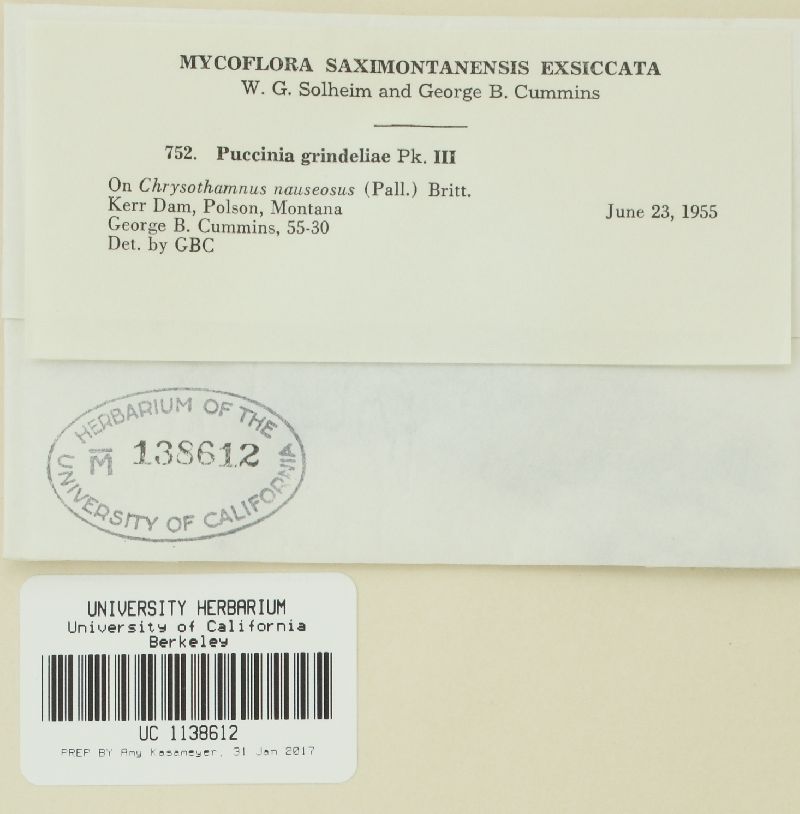 MYCOFLORA SAXIMONTANENSIS EXSICCATA
W. G. Solheim and George B. Cummins
752. Puccinia grindeliae Pk. III
On Chrysothamnus nauseosus (Pall.) Britt.
Kerr Dam, Polson, Montana June 23, 1955
George B. Cummins, 55-30
Det. by GBC
HERBARIUM OF THE
M̅ 138612
UNIVERSITY OF CALIFORNIA
UNIVERSITY HERBARIUM
University of California
Berkeley
UC 1138612
PREP BY Amy Kasameyer, 31 Jan 2017